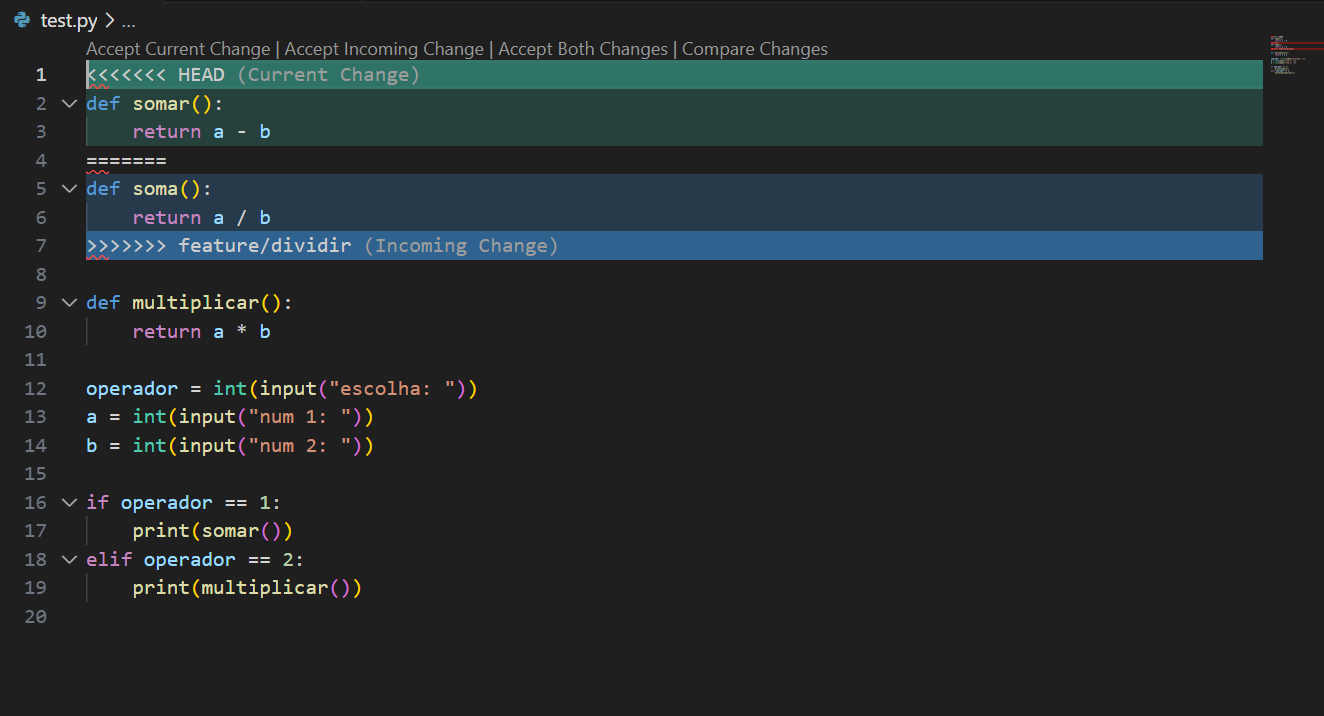 test.py > ...
Accept Current Change | Accept Incoming Change | Accept Both Changes | Compare Changes
1 <<<<<<< HEAD (Current Change)
2 def somar():
3     return a - b
4 =======
5 def soma():
6     return a / b
7 >>>>>>> feature/dividir (Incoming Change)
8
9 def multiplicar():
10     return a * b
11
12 operador = int(input("escolha: "))
13 a = int(input("num 1: "))
14 b = int(input("num 2: "))
15
16 if operador == 1:
17     print(somar())
18 elif operador == 2:
19     print(multiplicar())
20